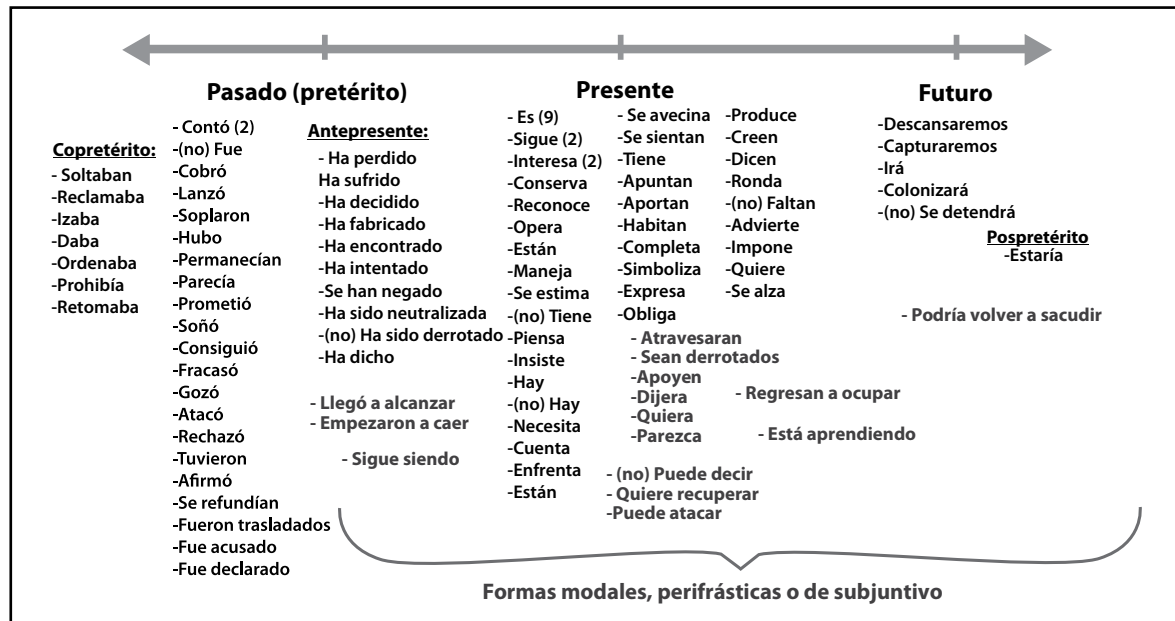 Pasado (pretérito)
Presente
Futuro
Copretérito:
- Soltaban
-Reclamaba
-Izaba
-Daba
-Ordenaba
-Prohibía
-Retomaba
- Contó (2)
-(no) Fue
-Cobró
-Lanzó
-Soplaron
-Hubo
-Permanecían
-Parecía
-Prometió
-Soñó
-Consiguió
-Fracasó
-Gozó
-Atacó
-Rechazó
-Tuvieron
-Afirmó
-Se refundían
-Fueron trasladados
-Fue acusado
-Fue declarado
Antepresente:
- Ha perdido
Ha sufrido
-Ha decidido
-Ha fabricado
-Ha encontrado
-Ha intentado
-Se han negado
-Ha sido neutralizada
-(no) Ha sido derrotado
-Ha dicho
- Llegó a alcanzar
- Empezaron a caer
- Sigue siendo
- Es (9)
-Sigue (2)
-Interesa (2)
-Conserva
-Reconoce
-Opera
-Están
-Maneja
-Se estima
-(no) Tiene
-Piensa
-Insiste
-Hay
-(no) Hay
-Necesita
-Cuenta
-Enfrenta
-Están
- Se avecina
-Se sientan
-Tiene
-Apuntan
-Aportan
-Habitan
-Completa
-Simboliza
-Expresa
-Obliga
- Atravesaran
- Sean derrotados
-Apoyen
-Dijera
-Quiera
-Parezca
- (no) Puede decir
- Quiere recuperar
-Puede atacar
-Produce
-Creen
-Dicen
-Ronda
-(no) Faltan
-Advierte
-Impone
-Quiere
-Se alza
- Regresan a ocupar
- Está aprendiendo
-Descansaremos
-Capturaremos
-Irá
-Colonizará
-(no) Se detendrá
Pospretérito
-Estaría
- Podría volver a sacudir
Formas modales, perifrásticas o de subjuntivo